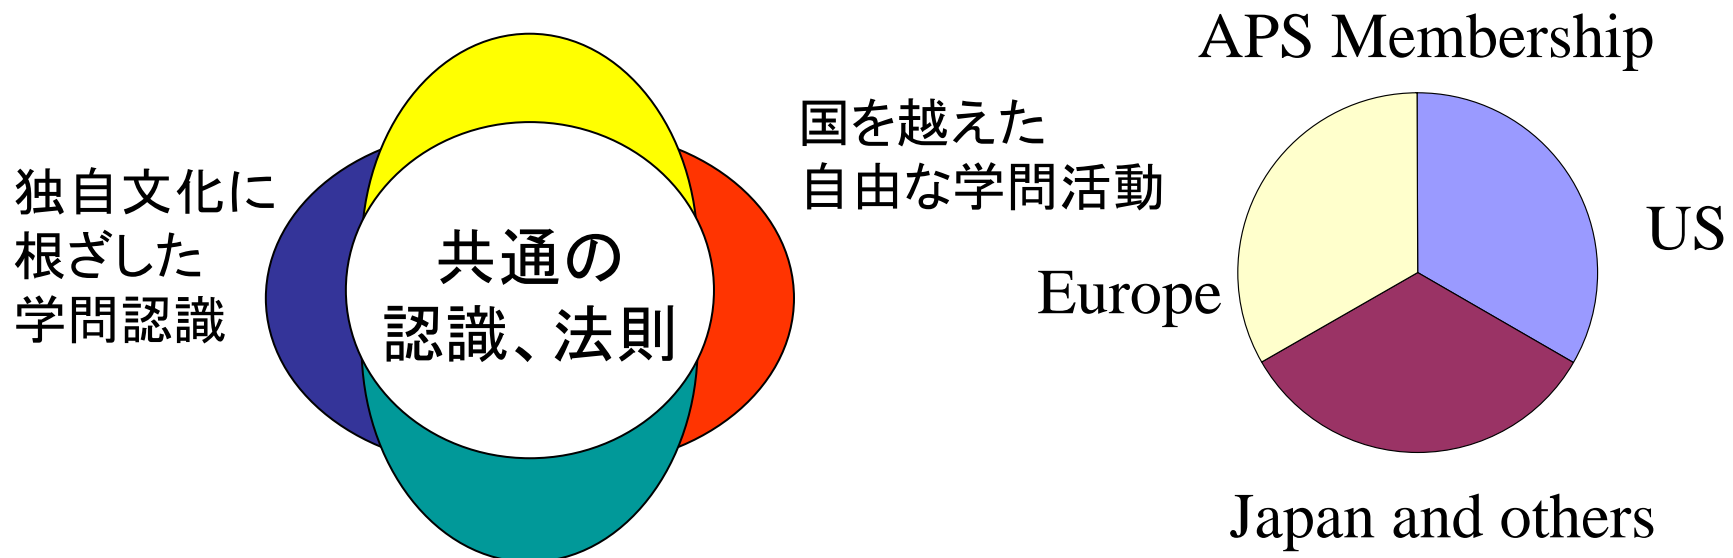 独自文化に
根ざした
学問認識
共通の
認識、法則
国を越えた
自由な学問活動
APS Membership
US
Europe
Japan and others